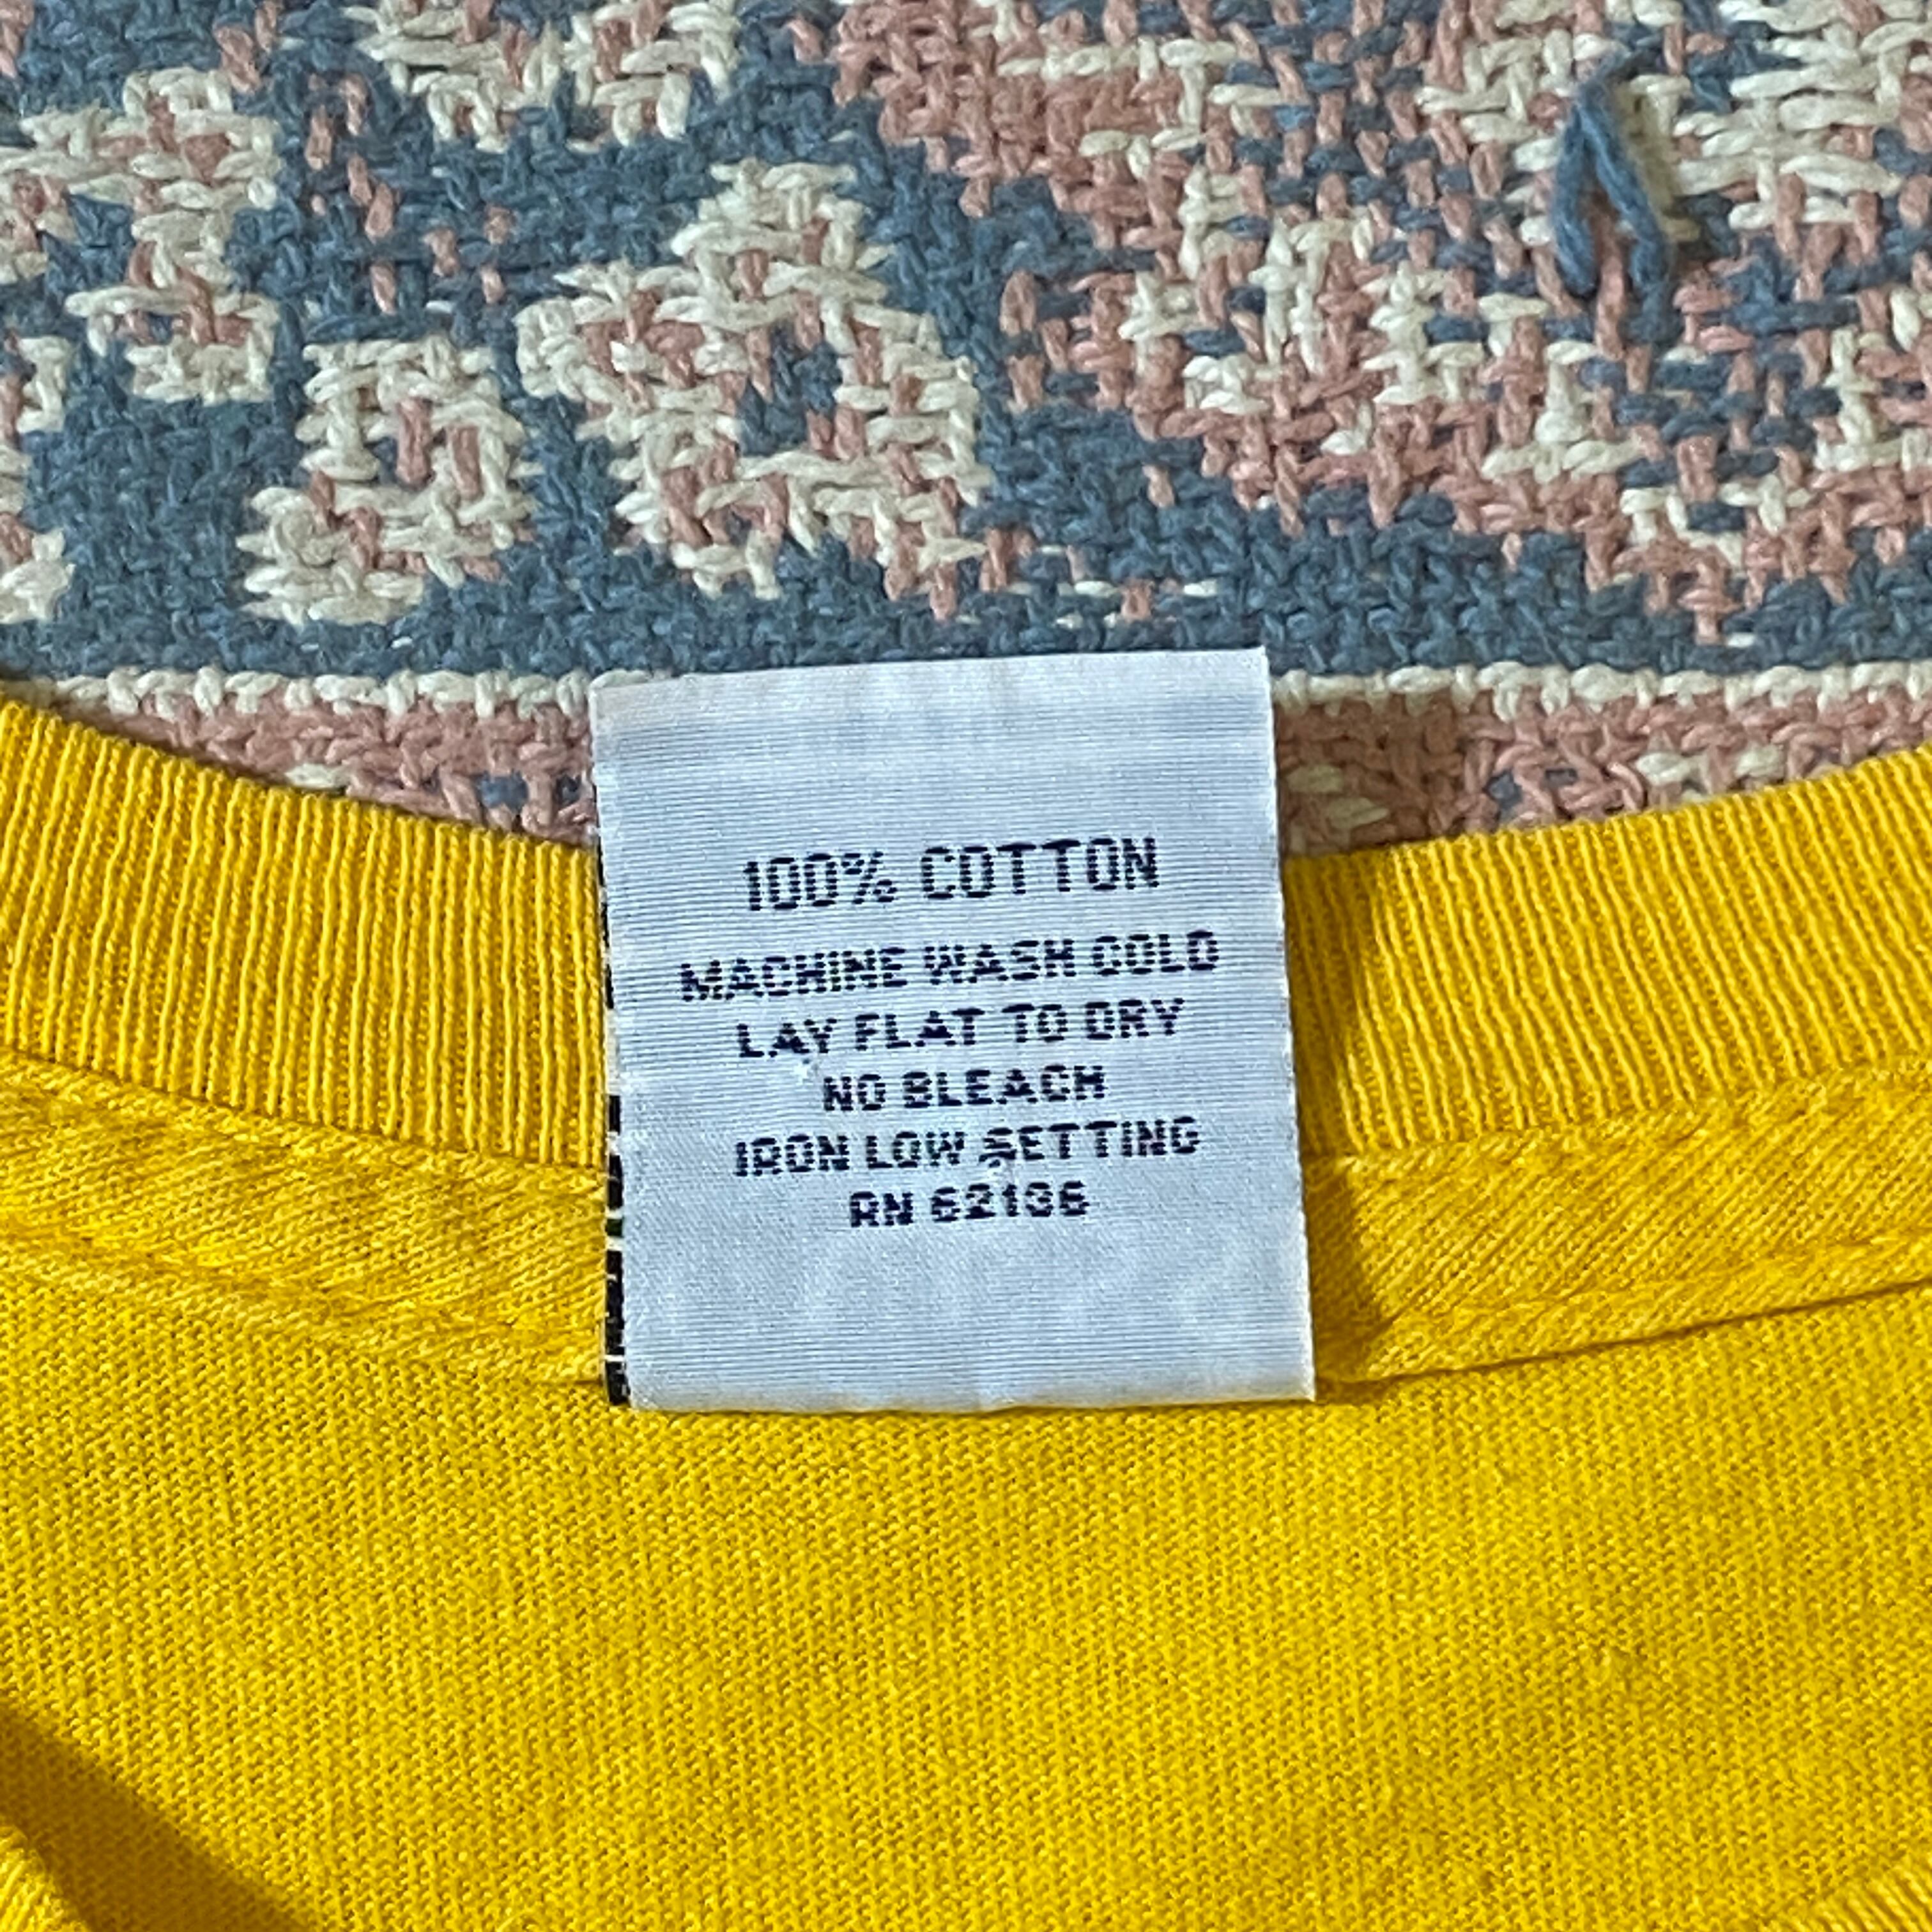 100% COTTON
MACHINE WASH COLD
LAY FLAT TO DRY
NO BLEACH
IRON LOW SETTING
RN 62136